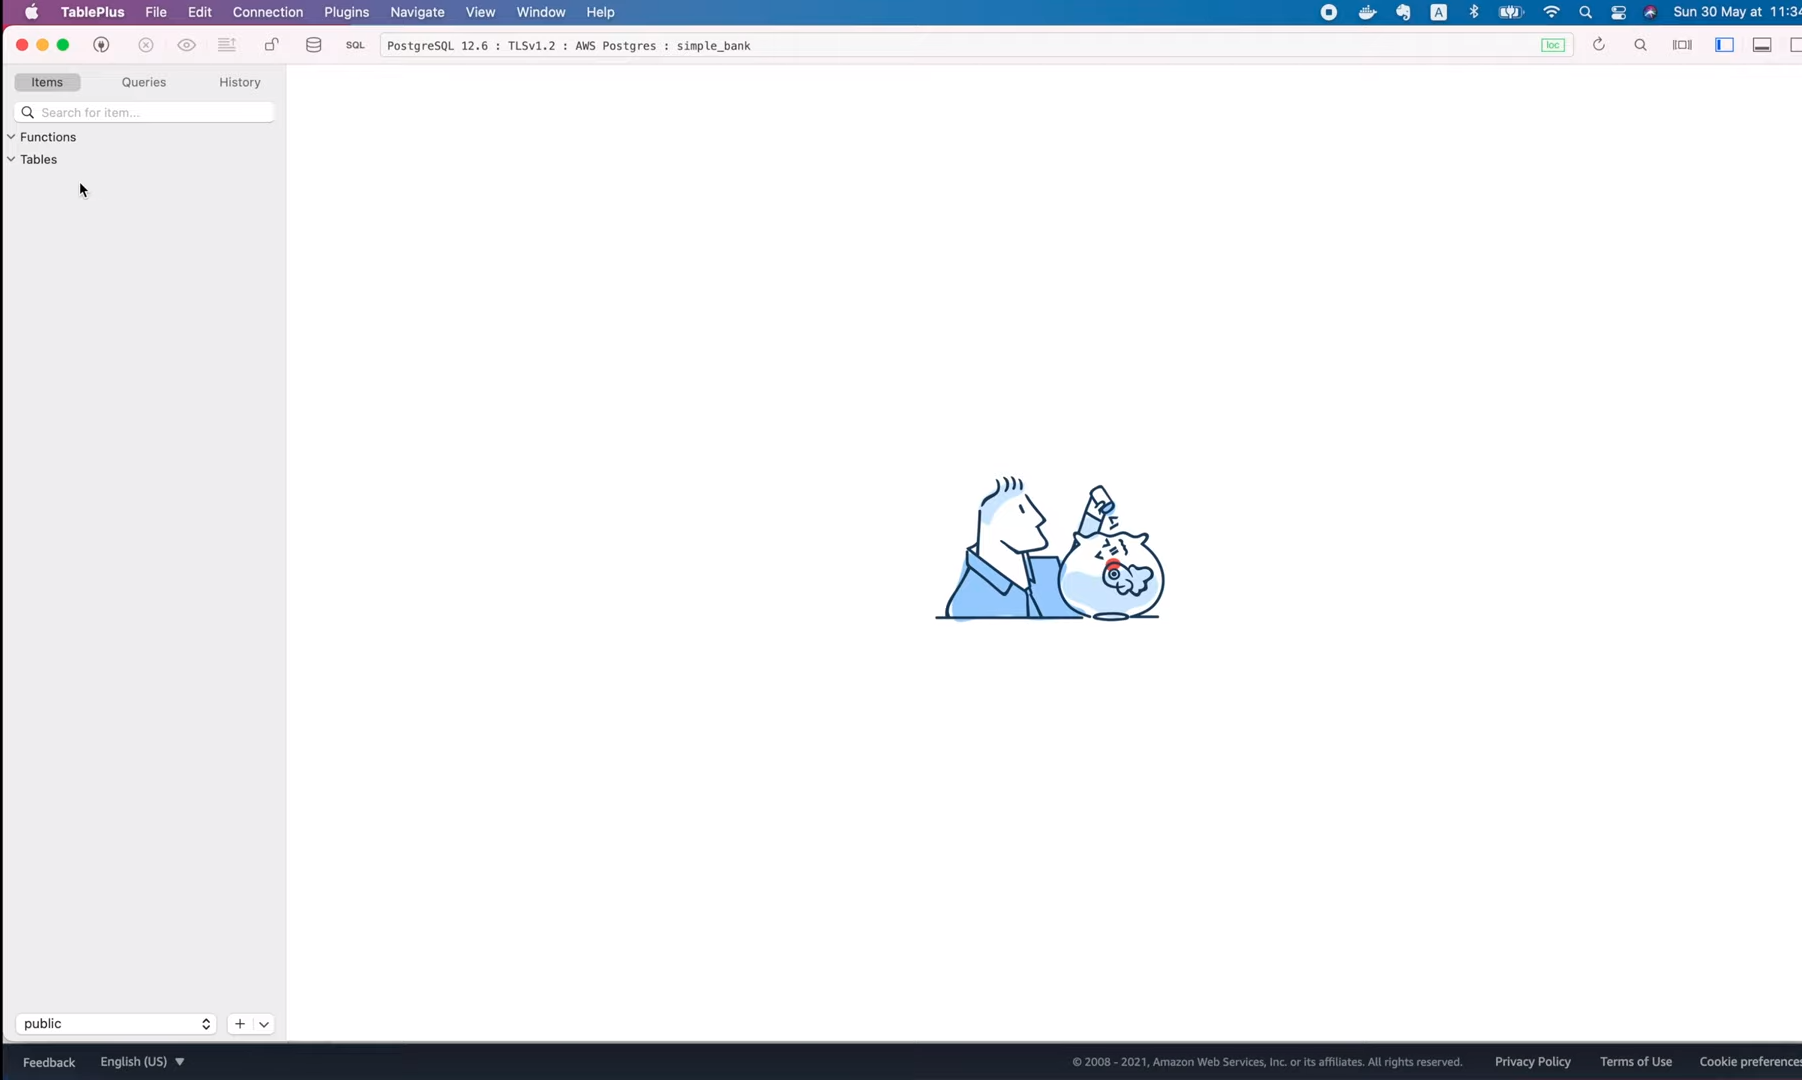 TablePlus File Edit Connection Plugins Navigate View Window Help A Sun 30 May at 11:34
SQL PostgreSQL 12.6 : TLSv1.2 : AWS Postgres : simple_bank loc
Items Queries History
Search for item...
Functions
Tables
public
Feedback English (US) © 2008 - 2021, Amazon Web Services, Inc. or its affiliates. All rights reserved. Privacy Policy Terms of Use Cookie preferences